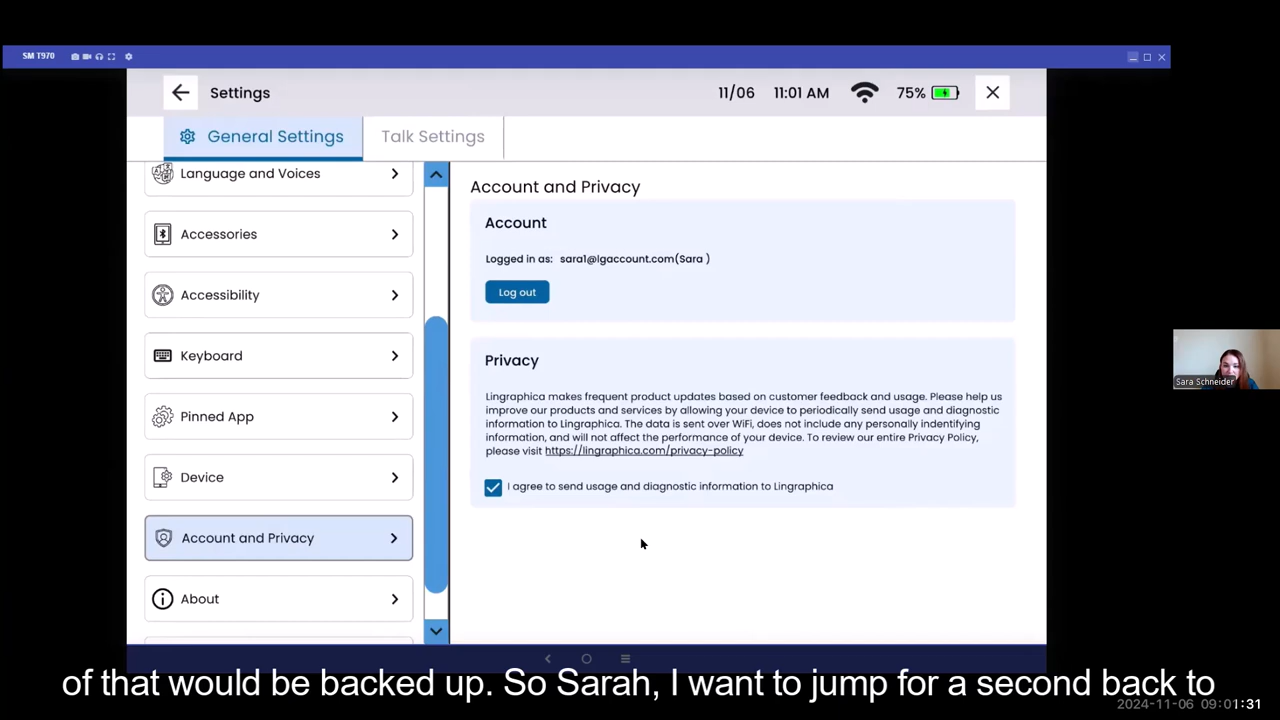 SM T970
Settings
11/06 11:01 AM 75%
General Settings
Talk Settings
Language and Voices
Accessories
Accessibility
Keyboard
Pinned App
Device
Account and Privacy
About
Account and Privacy
Account
Logged in as: sara1@lgaccount.com(Sara )
Log out
Privacy
Lingraphica makes frequent product updates based on customer feedback and usage. Please help us
improve our products and services by allowing your device to periodically send usage and diagnostic
information to Lingraphica. The data is sent over WiFi, does not include any personally indentifying
information, and will not affect the performance of your device. To review our entire Privacy Policy,
please visit https://lingraphica.com/privacy-policy
I agree to send usage and diagnostic information to Lingraphica
Sara Schneider
of that would be backed up. So Sarah, I want to jump for a second back to
2024-11-06 09:01:31